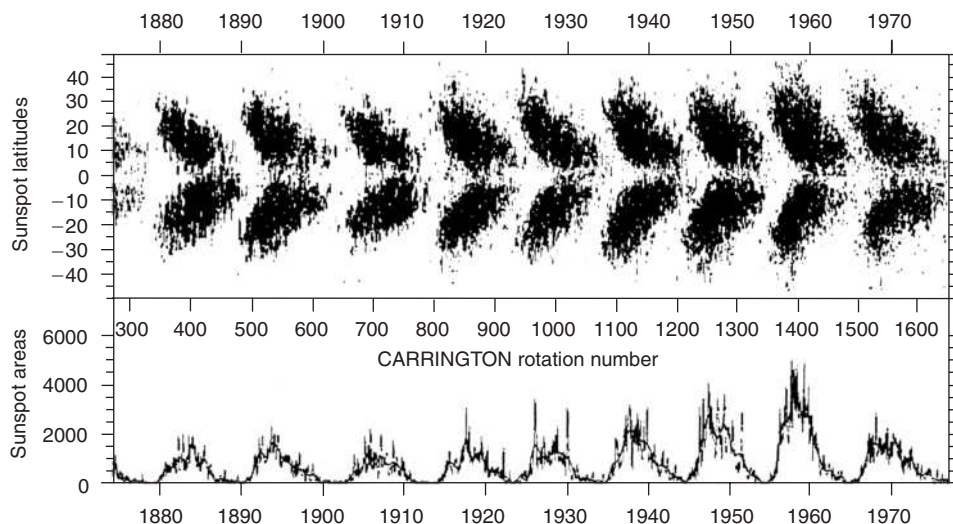 1880 1890 1900 1910 1920 1930 1940 1950 1960 1970
Sunspot latitudes
40
30
20
10
0
−10
−20
−30
−40
300 400 500 600 700 800 900 1000 1100 1200 1300 1400 1500 1600
CARRINGTON rotation number
Sunspot areas
6000
4000
2000
0
1880 1890 1900 1910 1920 1930 1940 1950 1960 1970